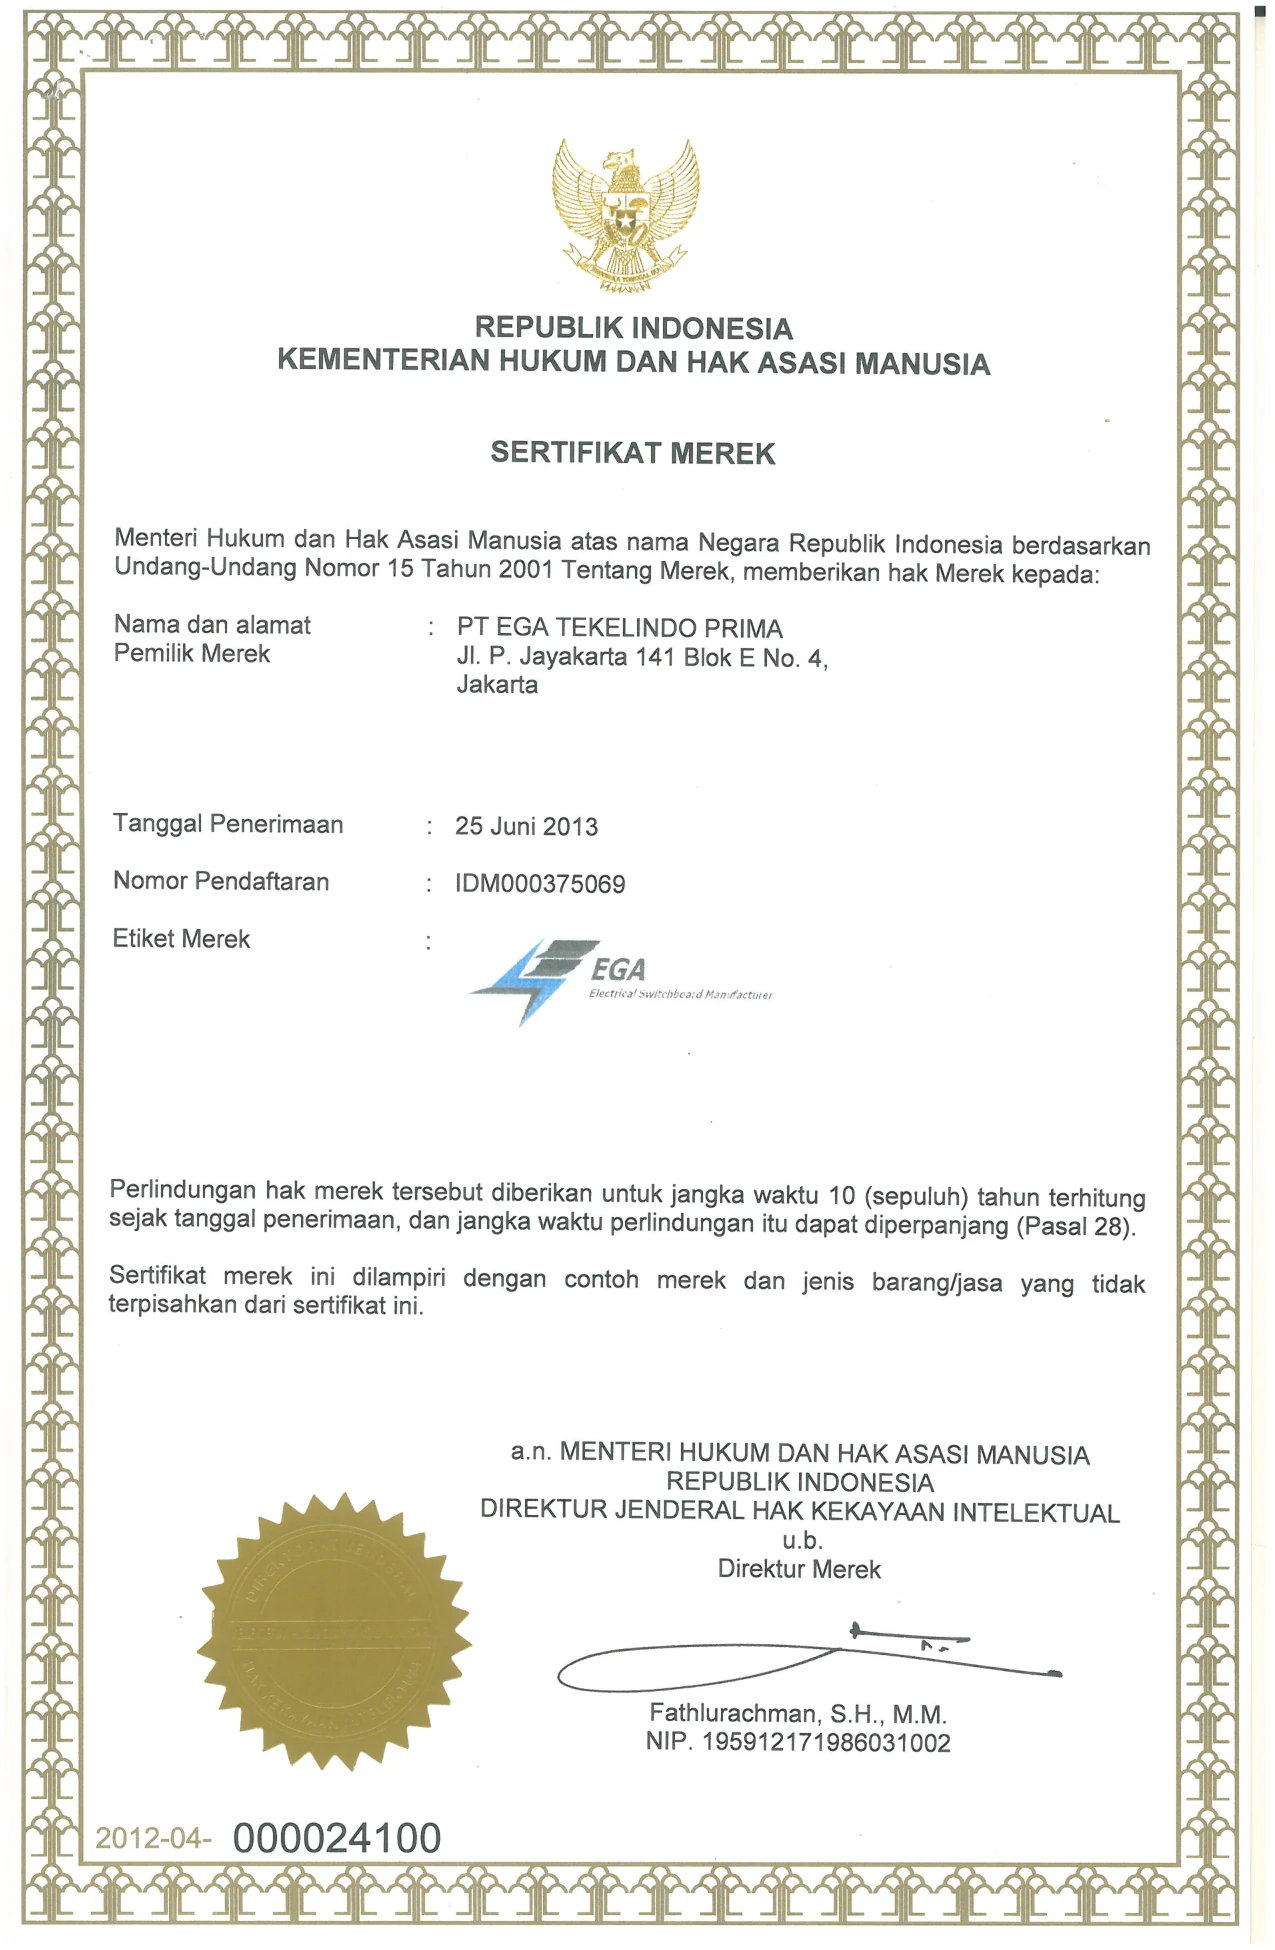 REPUBLIK INDONESIA
KEMENTERIAN HUKUM DAN HAK ASASI MANUSIA
SERTIFIKAT MEREK
Menteri Hukum dan Hak Asasi Manusia atas nama Negara Republik Indonesia berdasarkan
Undang-Undang Nomor 15 Tahun 2001 Tentang Merek, memberikan hak Merek kepada:
Nama dan alamat : PT EGA TEKELINDO PRIMA
Pemilik Merek Jl. P. Jayakarta 141 Blok E No. 4,
Jakarta
Tanggal Penerimaan : 25 Juni 2013
Nomor Pendaftaran : IDM000375069
Etiket Merek :
EGA
Electrical Switchboard Manufacturer
Perlindungan hak merek tersebut diberikan untuk jangka waktu 10 (sepuluh) tahun terhitung
sejak tanggal penerimaan, dan jangka waktu perlindungan itu dapat diperpanjang (Pasal 28).
Sertifikat merek ini dilampiri dengan contoh merek dan jenis barang/jasa yang tidak
terpisahkan dari sertifikat ini.
a.n. MENTERI HUKUM DAN HAK ASASI MANUSIA
REPUBLIK INDONESIA
DIREKTUR JENDERAL HAK KEKAYAAN INTELEKTUAL
u.b.
Direktur Merek
Fathlurachman, S.H., M.M.
NIP. 195912171986031002
DIREKTORAT JENDERAL
2012-04- 000024100